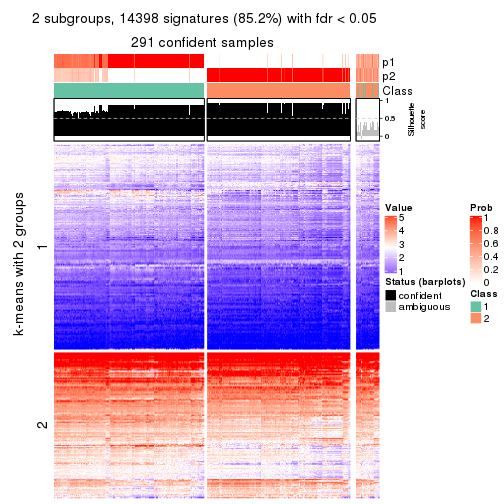 2 subgroups, 14398 signatures (85.2%) with fdr < 0.05
291 confident samples
p1
p2
Class
1
0.5
0
Silhouette
score
k-means with 2 groups
1
2
Value
5
4
3
2
1
Status (barplots)
confident
ambiguous
Prob
1
0.8
0.6
0.4
0.2
0
Class
1
2